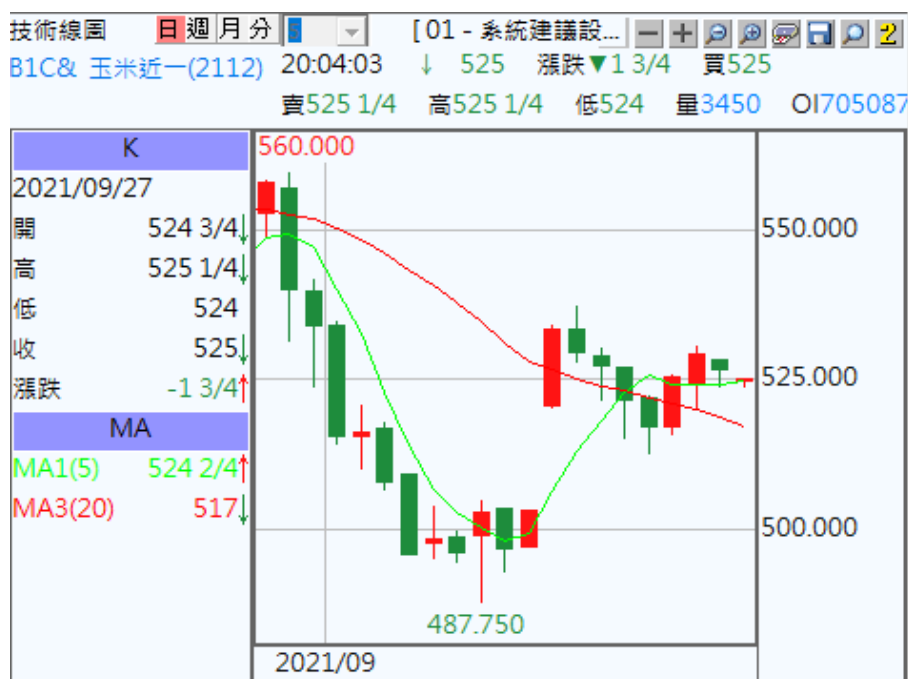 技術線圖 日 週 月 分 5 [ 01 - 系統建議設...
B1C& 玉米近一(2112) 20:04:03 ↓ 525 漲跌▼1 3/4 買525
賣525 1/4 高525 1/4 低524 量3450 OI705087
K
2021/09/27
開 524 3/4↓
高 525 1/4↓
低 524
收 525↓
漲跌 -1 3/4↑
MA
MA1(5) 524 2/4↑
MA3(20) 517↓
560.000
550.000
525.000
500.000
487.750
2021/09